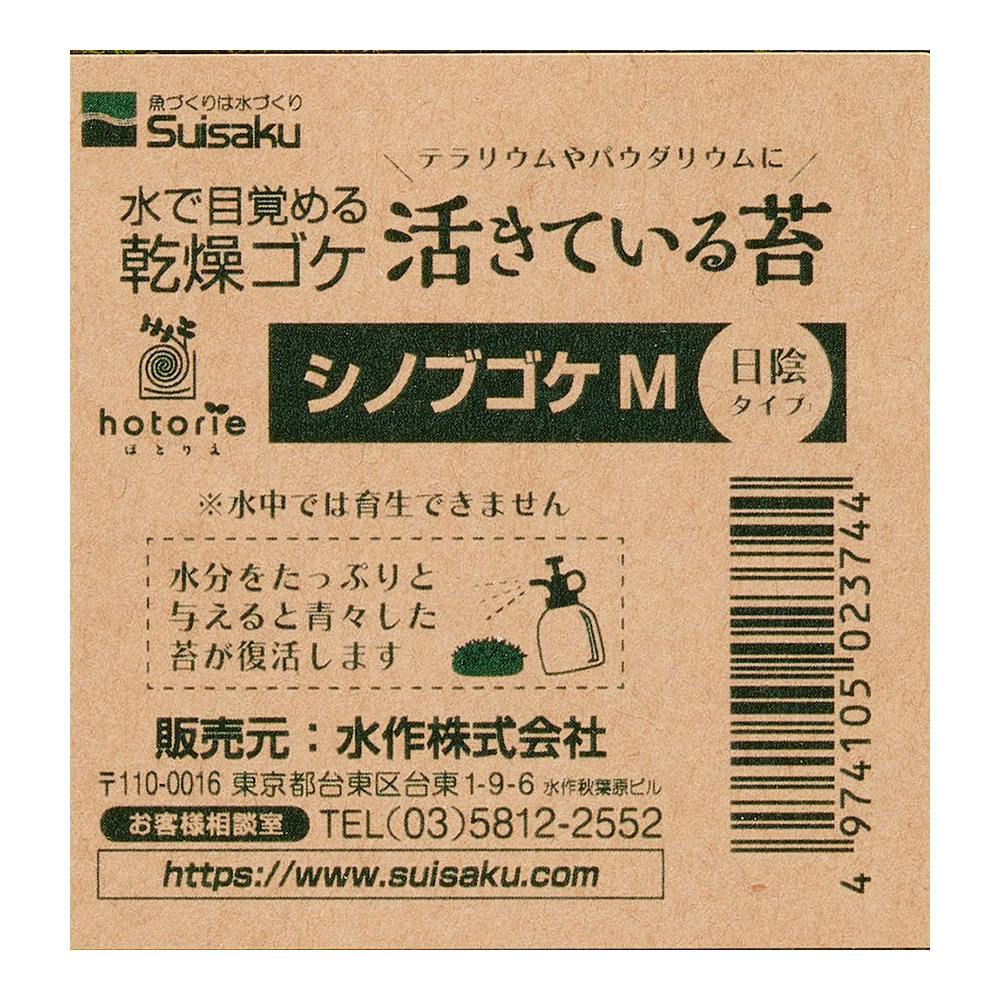 魚づくりは水づくり
Suisaku
テラリウムやパウダリウムに
水で目覚める
乾燥ゴケ
活きている苔
hotorie
ほとりえ
シノブゴケ M
日陰
タイプ
※水中では育生できません
水分をたっぷりと
与えると青々した
苔が復活します
販売元：水作株式会社
〒110-0016 東京都台東区台東1-9-6 水作秋葉原ビル
お客様相談室 TEL(03)5812-2552
https://www.suisaku.com
4 974105 023744